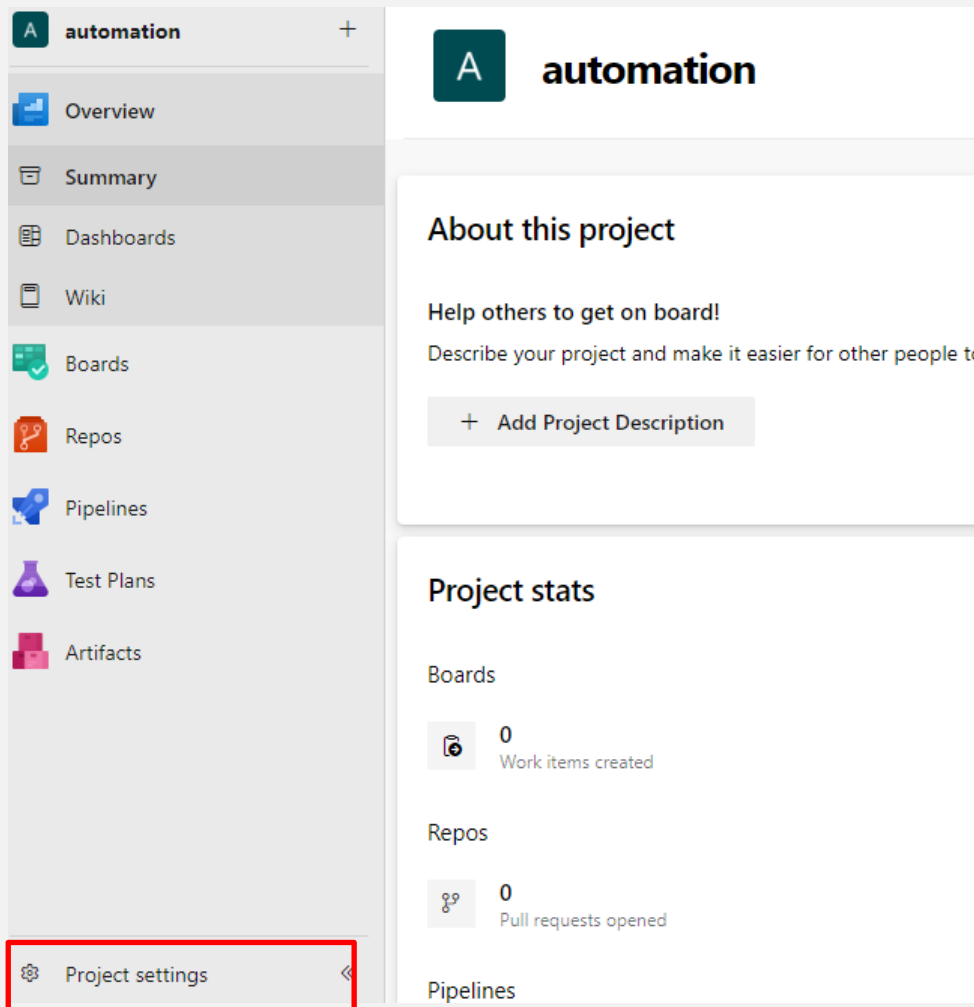 A automation +
Overview
Summary
Dashboards
Wiki
Boards
Repos
Pipelines
Test Plans
Artifacts
Project settings
A automation
About this project
Help others to get on board!
Describe your project and make it easier for other people to
+ Add Project Description
Project stats
Boards
0
Work items created
Repos
0
Pull requests opened
Pipelines